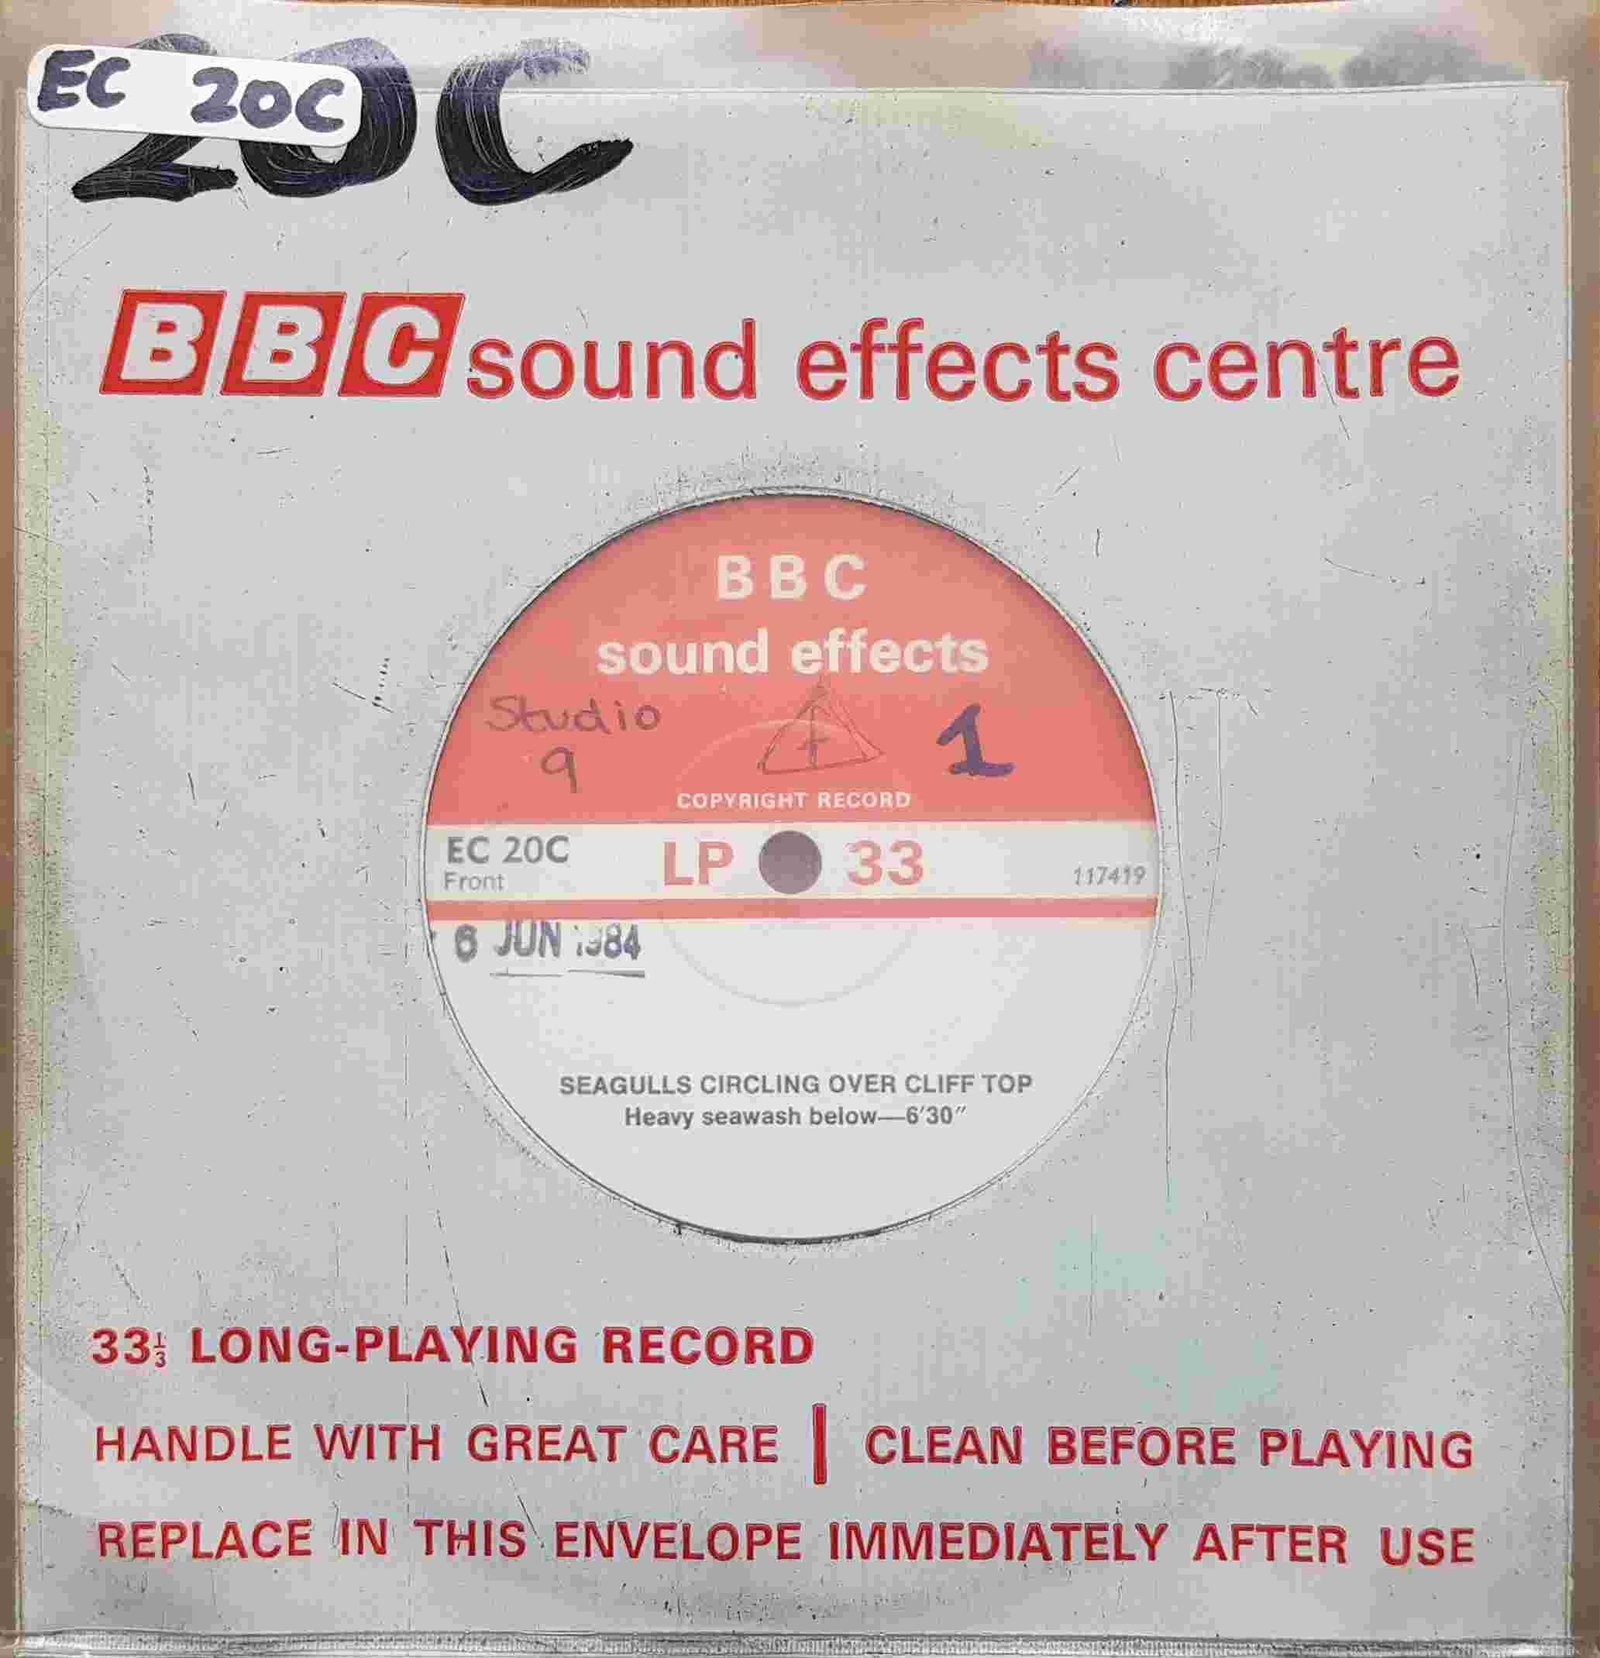 EC 20C
20C
BBC sound effects centre
BBC
sound effects
Studio
9
1
COPYRIGHT RECORD
EC 20C
Front
LP 33
117419
6 JUN 1984
SEAGULLS CIRCLING OVER CLIFF TOP
Heavy seawash below—6'30"
33⅓ LONG-PLAYING RECORD
HANDLE WITH GREAT CARE | CLEAN BEFORE PLAYING
REPLACE IN THIS ENVELOPE IMMEDIATELY AFTER USE